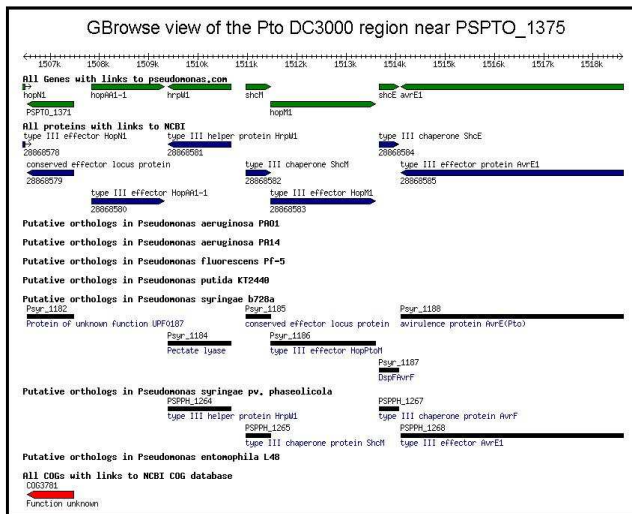 GBrowse view of the Pto DC3000 region near PSPTO_1375
1507k 1508k 1509k 1510k 1511k 1512k 1513k 1514k 1515k 1516k 1517k 1518k
All Genes with links to pseudomonas.com
hopN1 hopAA1-1 hrpW1 shcM shcE avrE1
PSPTO_1371 hopM1
All proteins with links to NCBI
type III effector HopN1 type III helper protein HrpW1 type III chaperone ShcE
28868578 28868581 28868584
conserved effector locus protein type III chaperone ShcM type III effector protein AvrE1
28868579 28868582 28868585
type III effector HopAA1-1 type III effector HopM1
28868580 28868583
Putative orthologs in Pseudomonas aeruginosa PAO1
Putative orthologs in Pseudomonas aeruginosa PA14
Putative orthologs in Pseudomonas fluorescens Pf-5
Putative orthologs in Pseudomonas putida KT2440
Putative orthologs in Pseudomonas syringae b728a
Psyr_1182 Psyr_1185 Psyr_1188
Protein of unknown function UPF0187 conserved effector locus protein avirulence protein AvrE(Pto)
Psyr_1184 Psyr_1186
Pectate lyase type III effector HopPtoM
Psyr_1187
DspFAvrF
Putative orthologs in Pseudomonas syringae pv. phaseolicola
PSPPH_1264 PSPPH_1267
type III helper protein HrpW1 type III chaperone protein AvrF
PSPPH_1265 PSPPH_1268
type III chaperone protein ShcM type III effector AvrE1
Putative orthologs in Pseudomonas entomophila L48
All COGs with links to NCBI COG database
COG3781
Function unknown